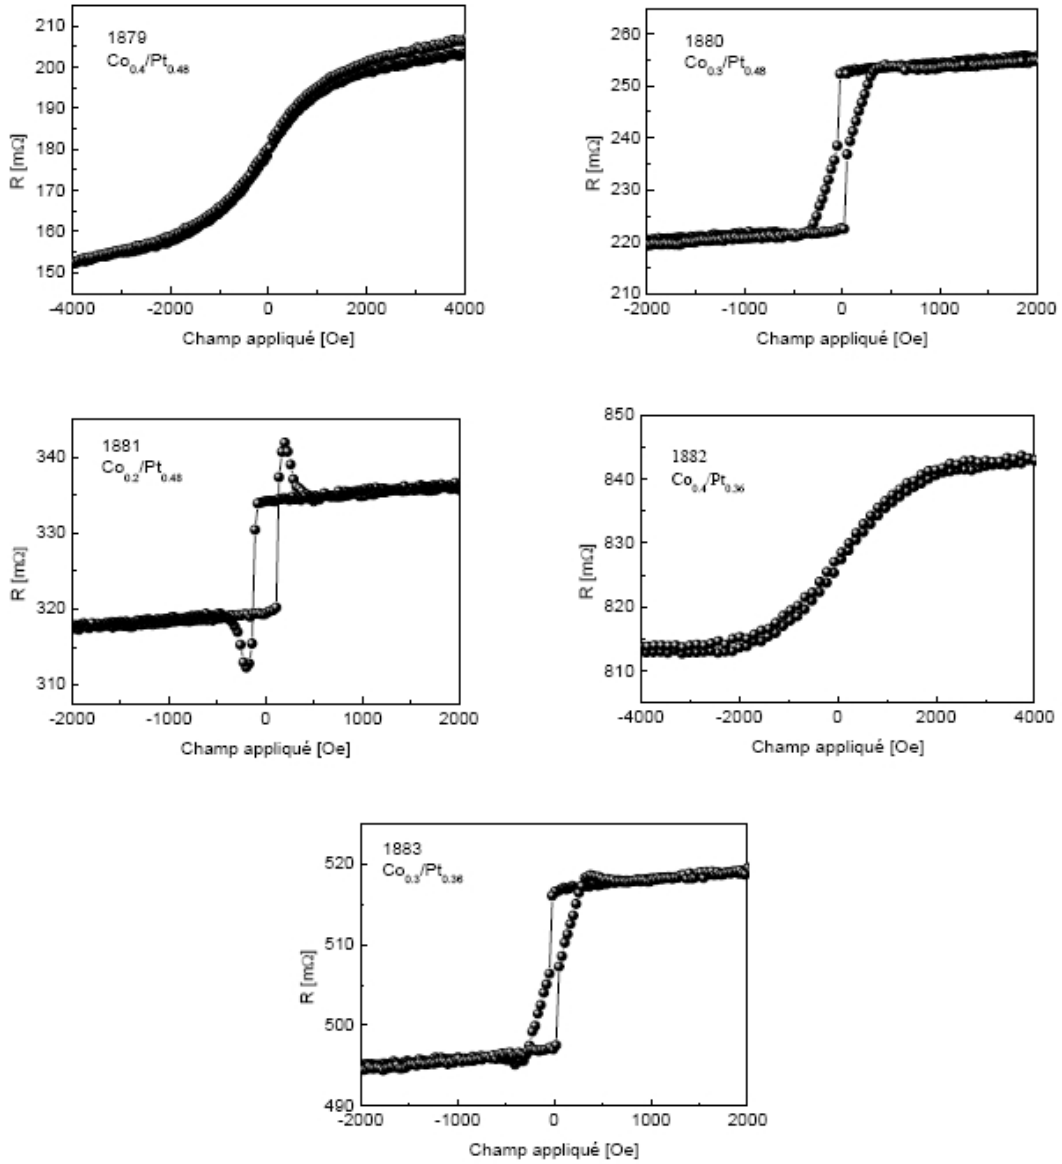 1879
Co0.4/Pt0.48
R [mΩ]
210
200
190
180
170
160
150
-4000 -2000 0 2000 4000
Champ appliqué [Oe]
1880
Co0.3/Pt0.48
R [mΩ]
260
250
240
230
220
210
-2000 -1000 0 1000 2000
Champ appliqué [Oe]
1881
Co0.2/Pt0.48
R [mΩ]
340
330
320
310
-2000 -1000 0 1000 2000
Champ appliqué [Oe]
1882
Co0.4/Pt0.36
R [mΩ]
850
840
830
820
810
-4000 -2000 0 2000 4000
Champ appliqué [Oe]
1883
Co0.3/Pt0.36
R [mΩ]
520
510
500
490
-2000 -1000 0 1000 2000
Champ appliqué [Oe]